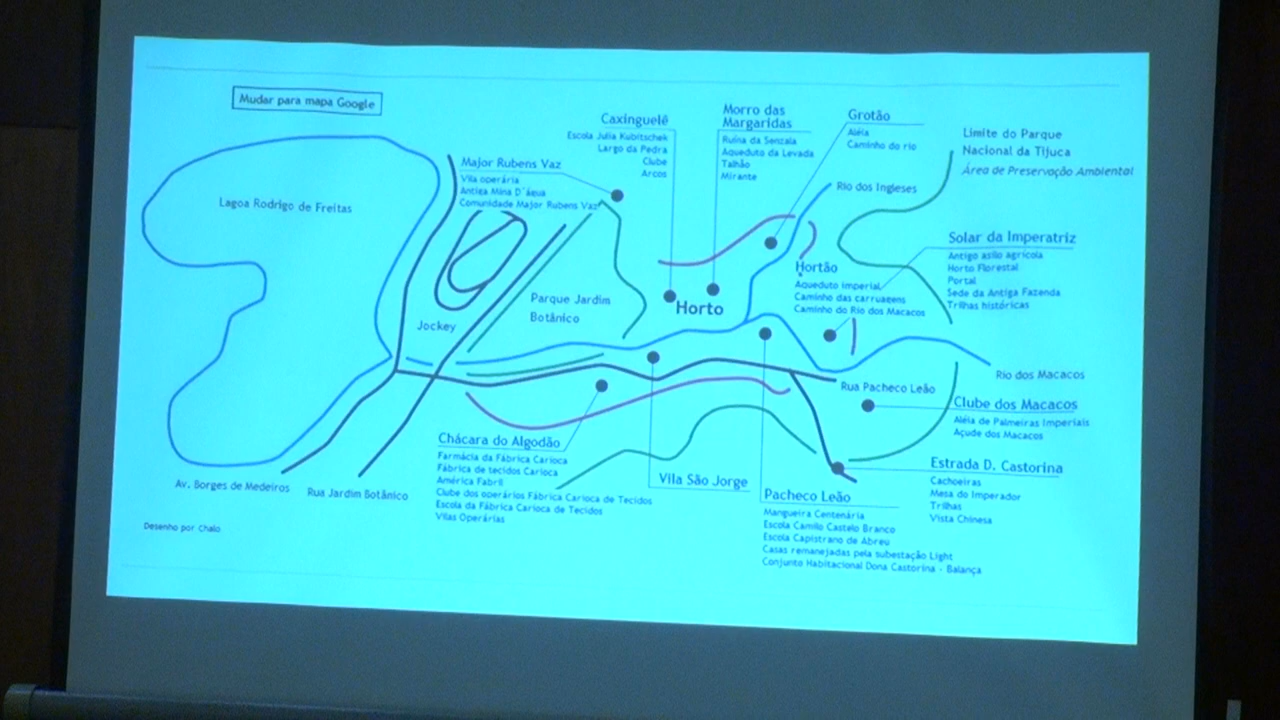 Mudar para mapa Google
Lagoa Rodrigo de Freitas
Major Rubens Vaz
Vila operária
Antiga Mina D´água
Comunidade Major Rubens Vaz
Caxinguelê
Escola Julia Kubitschek
Largo da Pedra
Clube
Arcos
Morro das
Margaridas
Ruína da Senzala
Aqueduto da Levada
Talhão
Mirante
Grotão
Aléia
Caminho do rio
Rio dos Ingleses
Limite do Parque
Nacional da Tijuca
Área de Preservação Ambiental
Solar da Imperatriz
Antigo asilo agrícola
Horto Florestal
Portal
Sede da Antiga Fazenda
Trilhas históricas
Hortão
Aqueduto imperial
Caminho das carruagens
Caminho do Rio dos Macacos
Horto
Parque Jardim
Botânico
Jockey
Rio dos Macacos
Rua Pacheco Leão
Clube dos Macacos
Aléia de Palmeiras Imperiais
Açude dos Macacos
Estrada D. Castorina
Cachoeiras
Mesa do Imperador
Trilhas
Vista Chinesa
Chácara do Algodão
Farmácia da Fábrica Carioca
Fábrica de tecidos Carioca
América Fabril
Clube dos operários Fábrica Carioca de Tecidos
Escola da Fábrica Carioca de Tecidos
Vilas Operárias
Vila São Jorge
Pacheco Leão
Mangueira Centenária
Escola Camilo Castelo Branco
Escola Capistrano de Abreu
Casas remanejadas pela subestação Light
Conjunto Habitacional Dona Castorina - Balança
Av. Borges de Medeiros
Rua Jardim Botânico
Desenho por Chalo